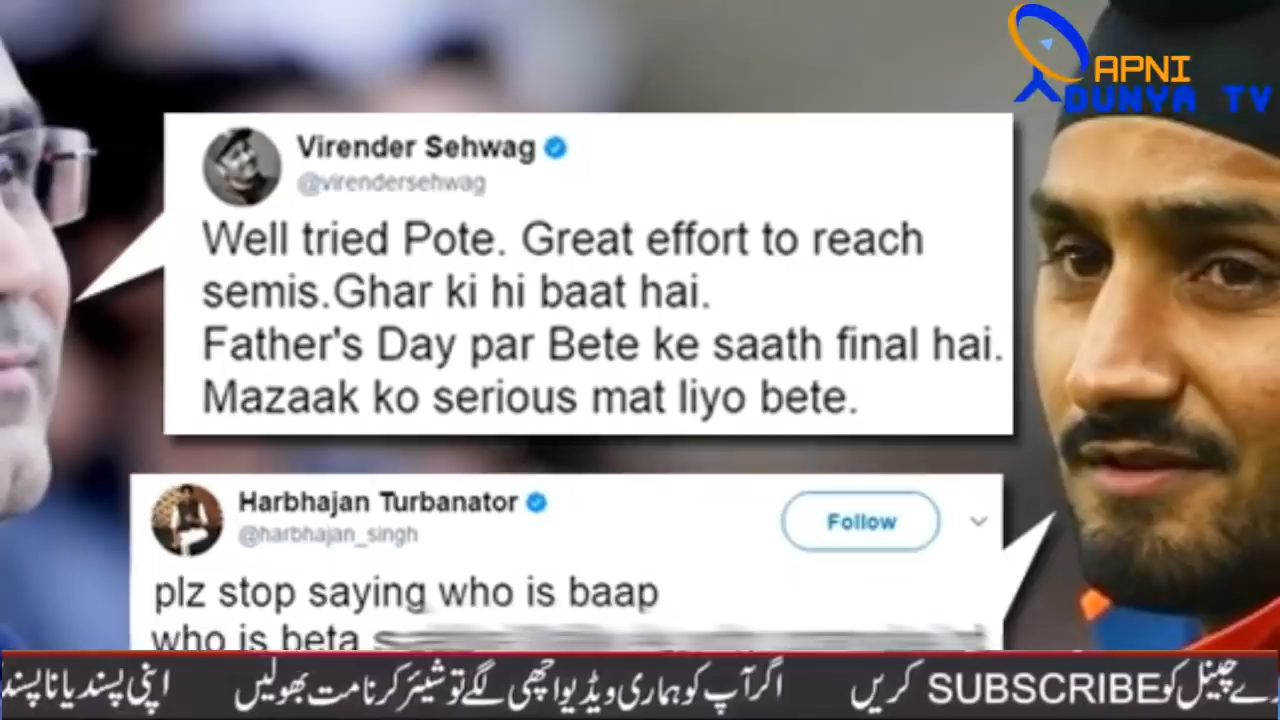 APNI
DUNYA TV
Virender Sehwag
@virendersehwag
Well tried Pote. Great effort to reach
semis.Ghar ki hi baat hai.
Father's Day par Bete ke saath final hai.
Mazaak ko serious mat liyo bete.
Harbhajan Turbanator
@harbhajan_singh
Follow
plz stop saying who is baap
who is beta
رے چینل کو SUBSCRIBE کریں اگر آپ کو ہماری ویڈیو اچھی لگے تو شیئر کرنا مت بھولیں اپنی پسند یا ناپسند